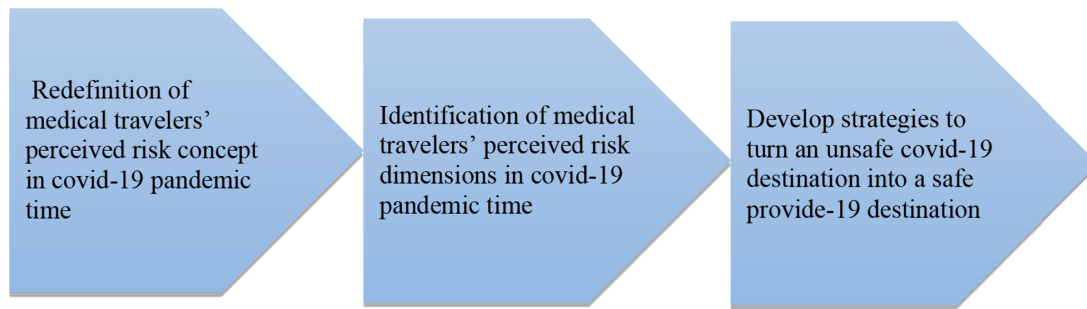 Redefinition of
medical travelers’
perceived risk concept
in covid-19 pandemic
time
Identification of medical
travelers’ perceived risk
dimensions in covid-19
pandemic time
Develop strategies to
turn an unsafe covid-19
destination into a safe
provide-19 destination